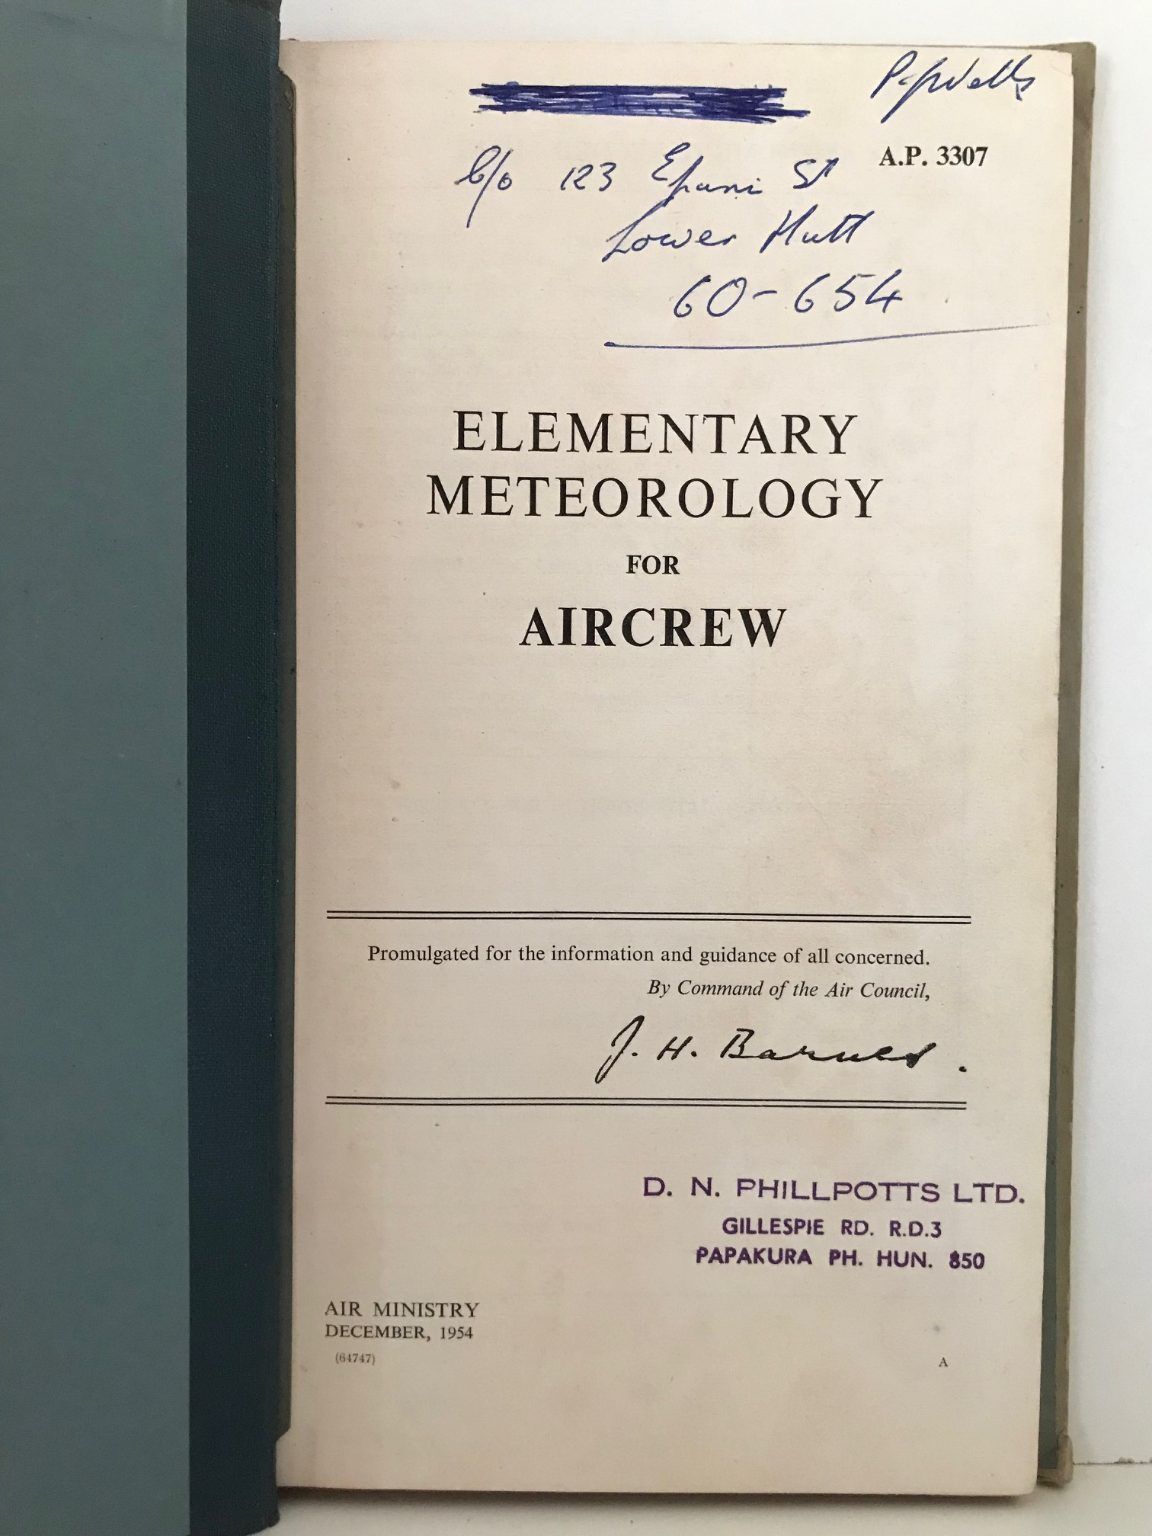 A.P. 3307
c/o 123 Epuni St
Lower Hutt
60-654
ELEMENTARY
METEOROLOGY
FOR
AIRCREW
Promulgated for the information and guidance of all concerned.
By Command of the Air Council,
J. H. Barnes.
D. N. PHILLPOTTS LTD.
GILLESPIE RD. R.D.3
PAPAKURA PH. HUN. 850
AIR MINISTRY
DECEMBER, 1954
(64747)
A